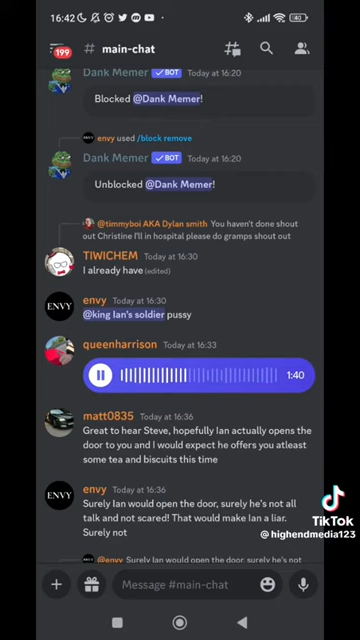 16:42
40
199
# main-chat
Dank Memer BOT Today at 16:20
Blocked @Dank Memer!
ENVY envy used /block remove
Dank Memer BOT Today at 16:20
Unblocked @Dank Memer!
@timmyboi AKA Dylan smith You haven't done shout
out Christine I'll in hospital please do gramps shout out
TIWICHEM Today at 16:30
I already have (edited)
ENVY
envy Today at 16:30
@king Ian's soldier pussy
queenharrison Today at 16:33
1:40
matt0835 Today at 16:36
Great to hear Steve, hopefully Ian actually opens the
door to you and I would expect he offers you atleast
some tea and biscuits this time
ENVY
envy Today at 16:36
Surely Ian would open the door, surely he's not all
talk and not scared! That would make Ian a liar.
Surely not
TikTok
@highendmedia123
ENVY @envy Surely Ian would open the door, surely he's not
Message #main-chat